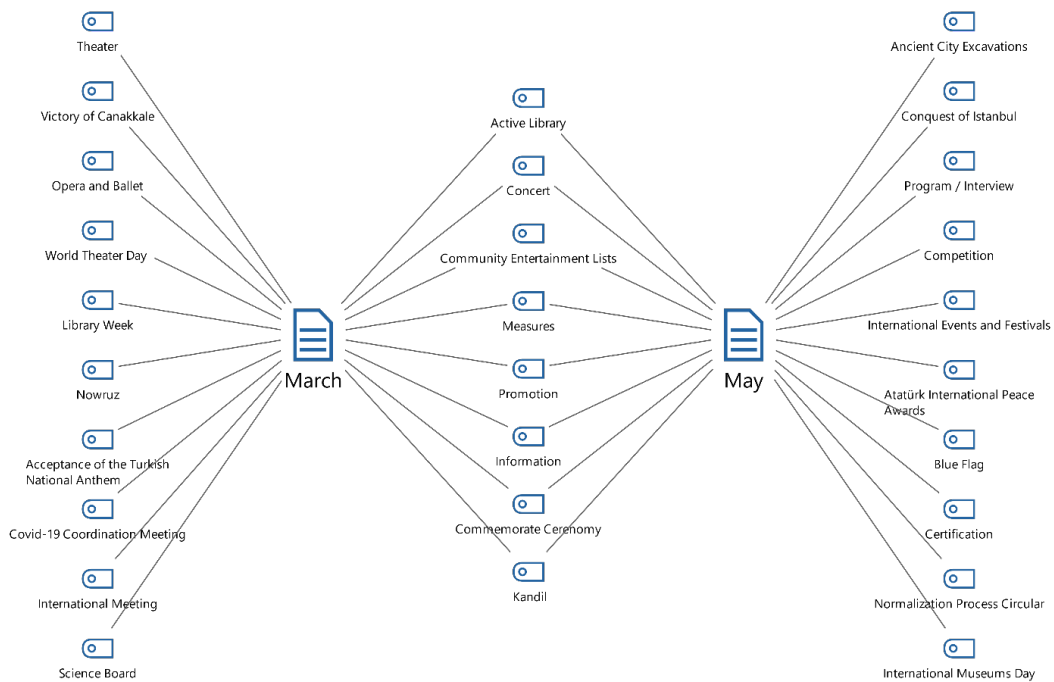 Theater
Victory of Canakkale
Opera and Ballet
World Theater Day
Library Week
Nowruz
Acceptance of the Turkish
National Anthem
Covid-19 Coordination Meeting
International Meeting
Science Board
March
Active Library
Concert
Community Entertainment Lists
Measures
Promotion
Information
Commemorate Cerenomy
Kandil
May
Ancient City Excavations
Conquest of Istanbul
Program / Interview
Competition
International Events and Festivals
Atatürk International Peace
Awards
Blue Flag
Certification
Normalization Process Circular
International Museums Day